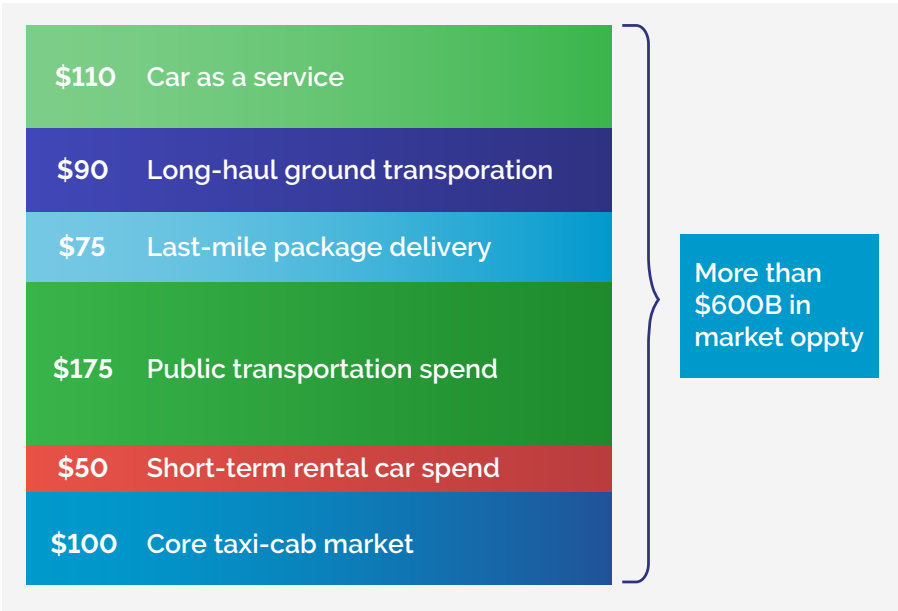 $110 Car as a service
$90 Long-haul ground transporation
$75 Last-mile package delivery
$175 Public transportation spend
$50 Short-term rental car spend
$100 Core taxi-cab market
More than
$600B in
market oppty